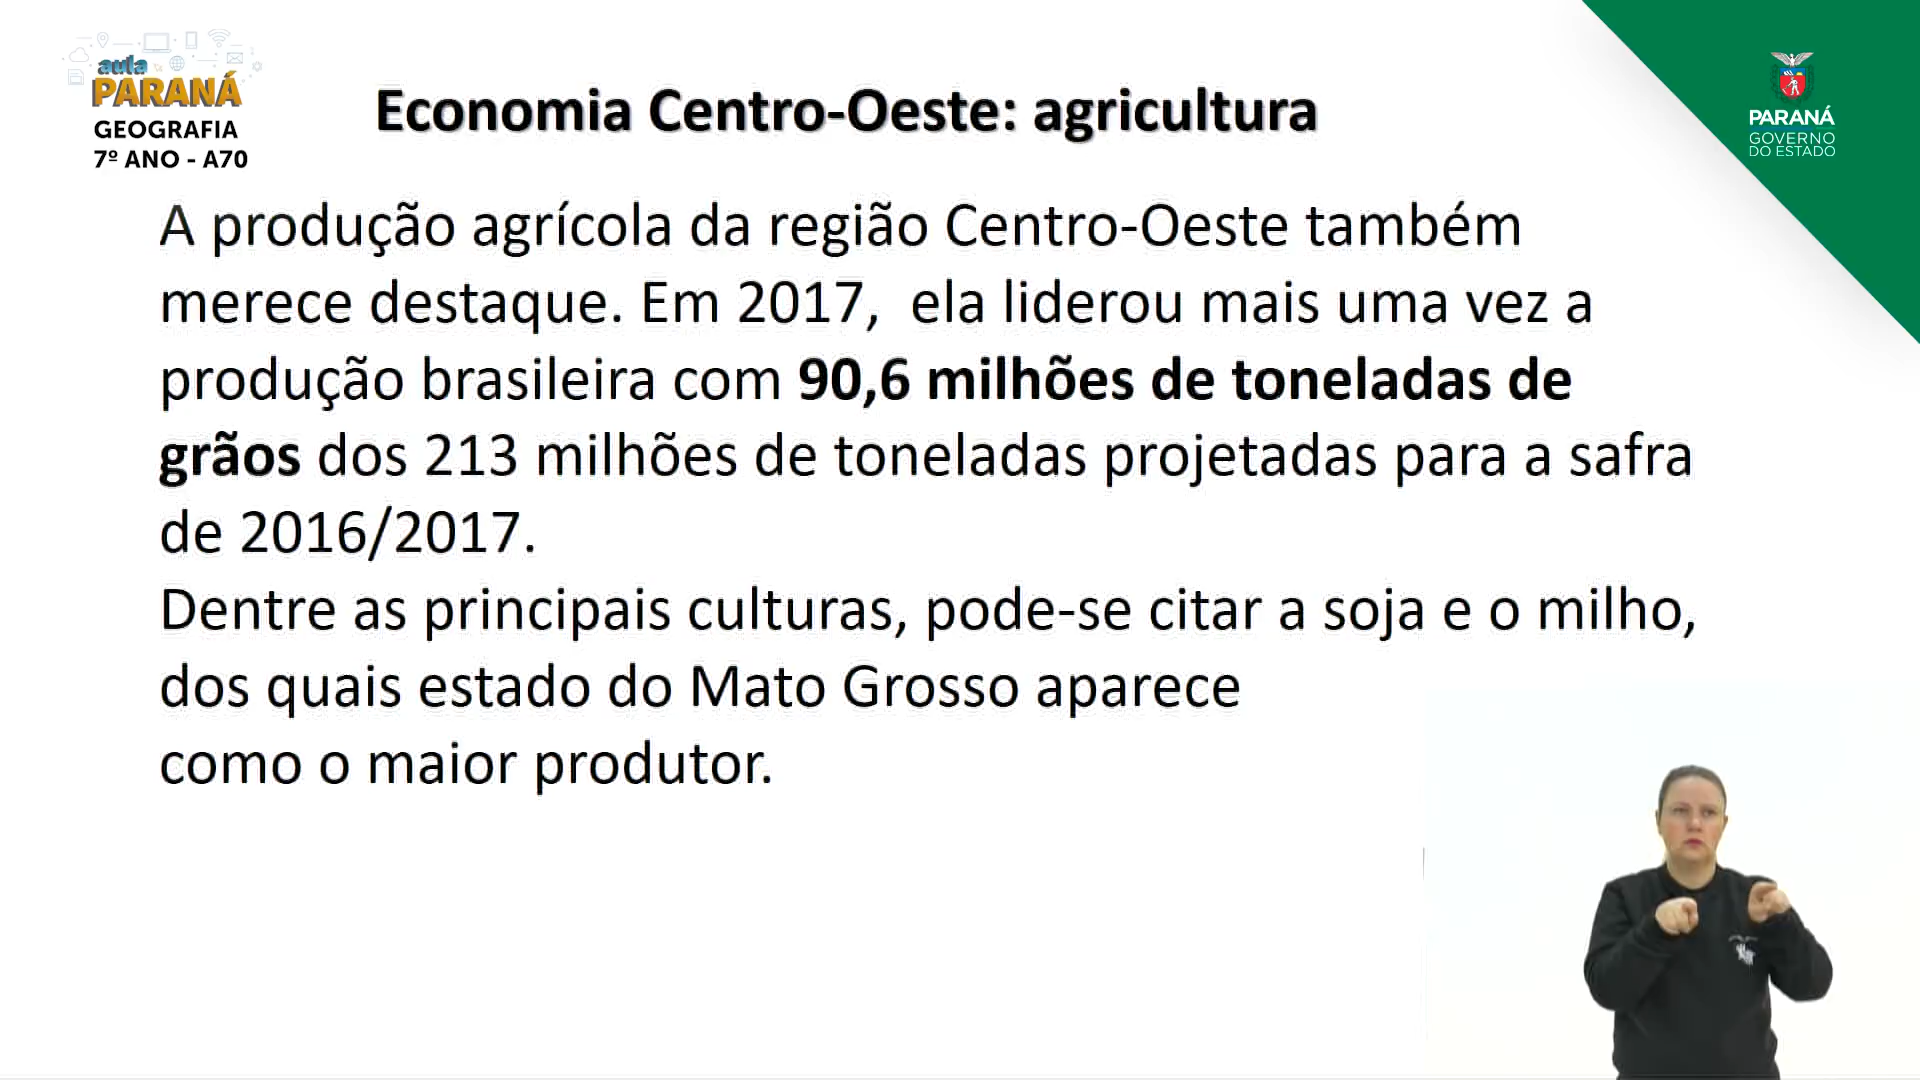 aula
PARANÁ
GEOGRAFIA
7º ANO - A70
Economia Centro-Oeste: agricultura
PARANÁ
GOVERNO
DO ESTADO
A produção agrícola da região Centro-Oeste também
merece destaque. Em 2017, ela liderou mais uma vez a
produção brasileira com 90,6 milhões de toneladas de
grãos dos 213 milhões de toneladas projetadas para a safra
de 2016/2017.
Dentre as principais culturas, pode-se citar a soja e o milho,
dos quais estado do Mato Grosso aparece
como o maior produtor.